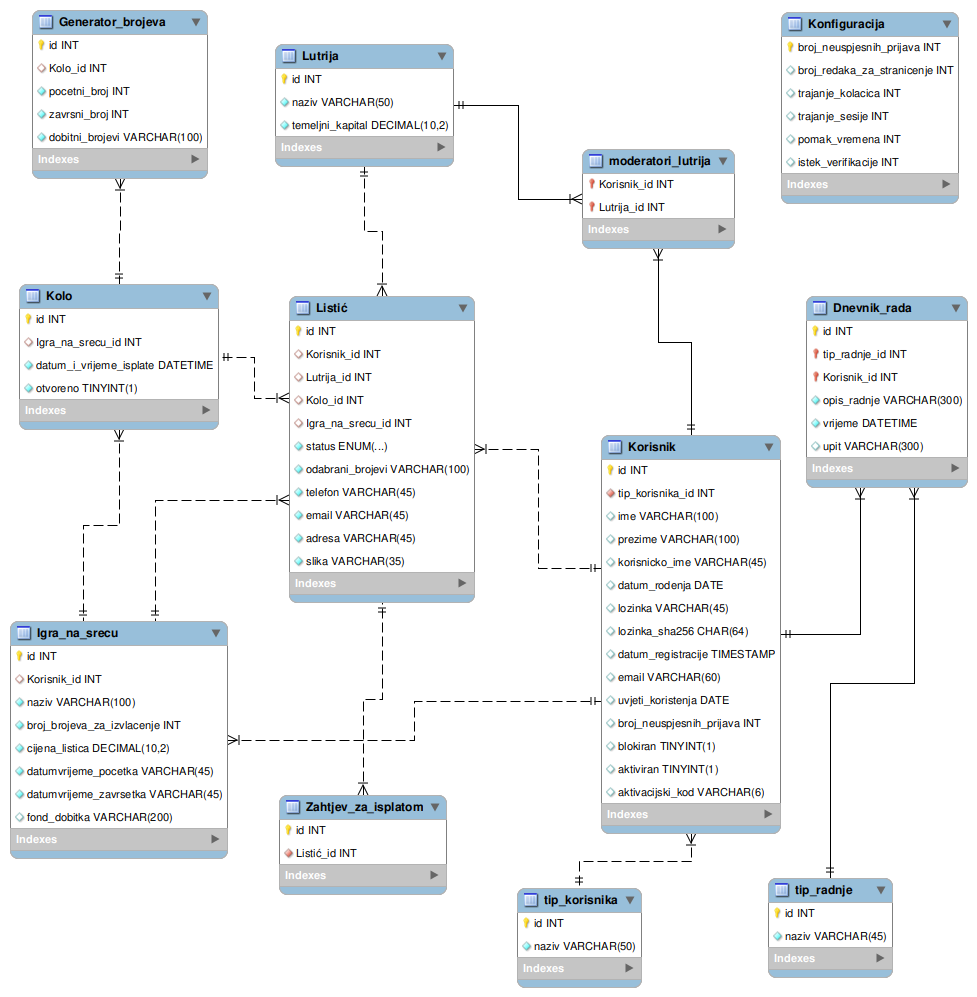 Generator_brojeva
id INT
Kolo_id INT
pocetni_broj INT
zavrsni_broj INT
dobitni_brojevi VARCHAR(100)
Indexes
Lutrija
id INT
naziv VARCHAR(50)
temeljni_kapital DECIMAL(10,2)
Indexes
moderatori_lutrija
Korisnik_id INT
Lutrija_id INT
Indexes
Konfiguracija
broj_neuspjesnih_prijava INT
broj_redaka_za_stranicenje INT
trajanje_kolacica INT
trajanje_sesije INT
pomak_vremena INT
istek_verifikacije INT
Indexes
Kolo
id INT
Igra_na_srecu_id INT
datum_i_vrijeme_isplate DATETIME
otvoreno TINYINT(1)
Indexes
Listić
id INT
Korisnik_id INT
Lutrija_id INT
Kolo_id INT
Igra_na_srecu_id INT
status ENUM(...)
odabrani_brojevi VARCHAR(100)
telefon VARCHAR(45)
email VARCHAR(45)
adresa VARCHAR(45)
slika VARCHAR(35)
Indexes
Dnevnik_rada
id INT
tip_radnje_id INT
Korisnik_id INT
opis_radnje VARCHAR(300)
vrijeme DATETIME
upit VARCHAR(300)
Indexes
Korisnik
id INT
tip_korisnika_id INT
ime VARCHAR(100)
prezime VARCHAR(100)
korisnicko_ime VARCHAR(45)
datum_rodenja DATE
lozinka VARCHAR(45)
lozinka_sha256 CHAR(64)
datum_registracije TIMESTAMP
email VARCHAR(60)
uvjeti_koristenja DATE
broj_neuspjesnih_prijava INT
blokiran TINYINT(1)
aktiviran TINYINT(1)
aktivacijski_kod VARCHAR(6)
Indexes
Igra_na_srecu
id INT
Korisnik_id INT
naziv VARCHAR(100)
broj_brojeva_za_izvlacenje INT
cijena_listica DECIMAL(10,2)
datumvrijeme_pocetka VARCHAR(45)
datumvrijeme_zavrsetka VARCHAR(45)
fond_dobitka VARCHAR(200)
Indexes
Zahtjev_za_isplatom
id INT
Listić_id INT
Indexes
tip_korisnika
id INT
naziv VARCHAR(50)
Indexes
tip_radnje
id INT
naziv VARCHAR(45)
Indexes